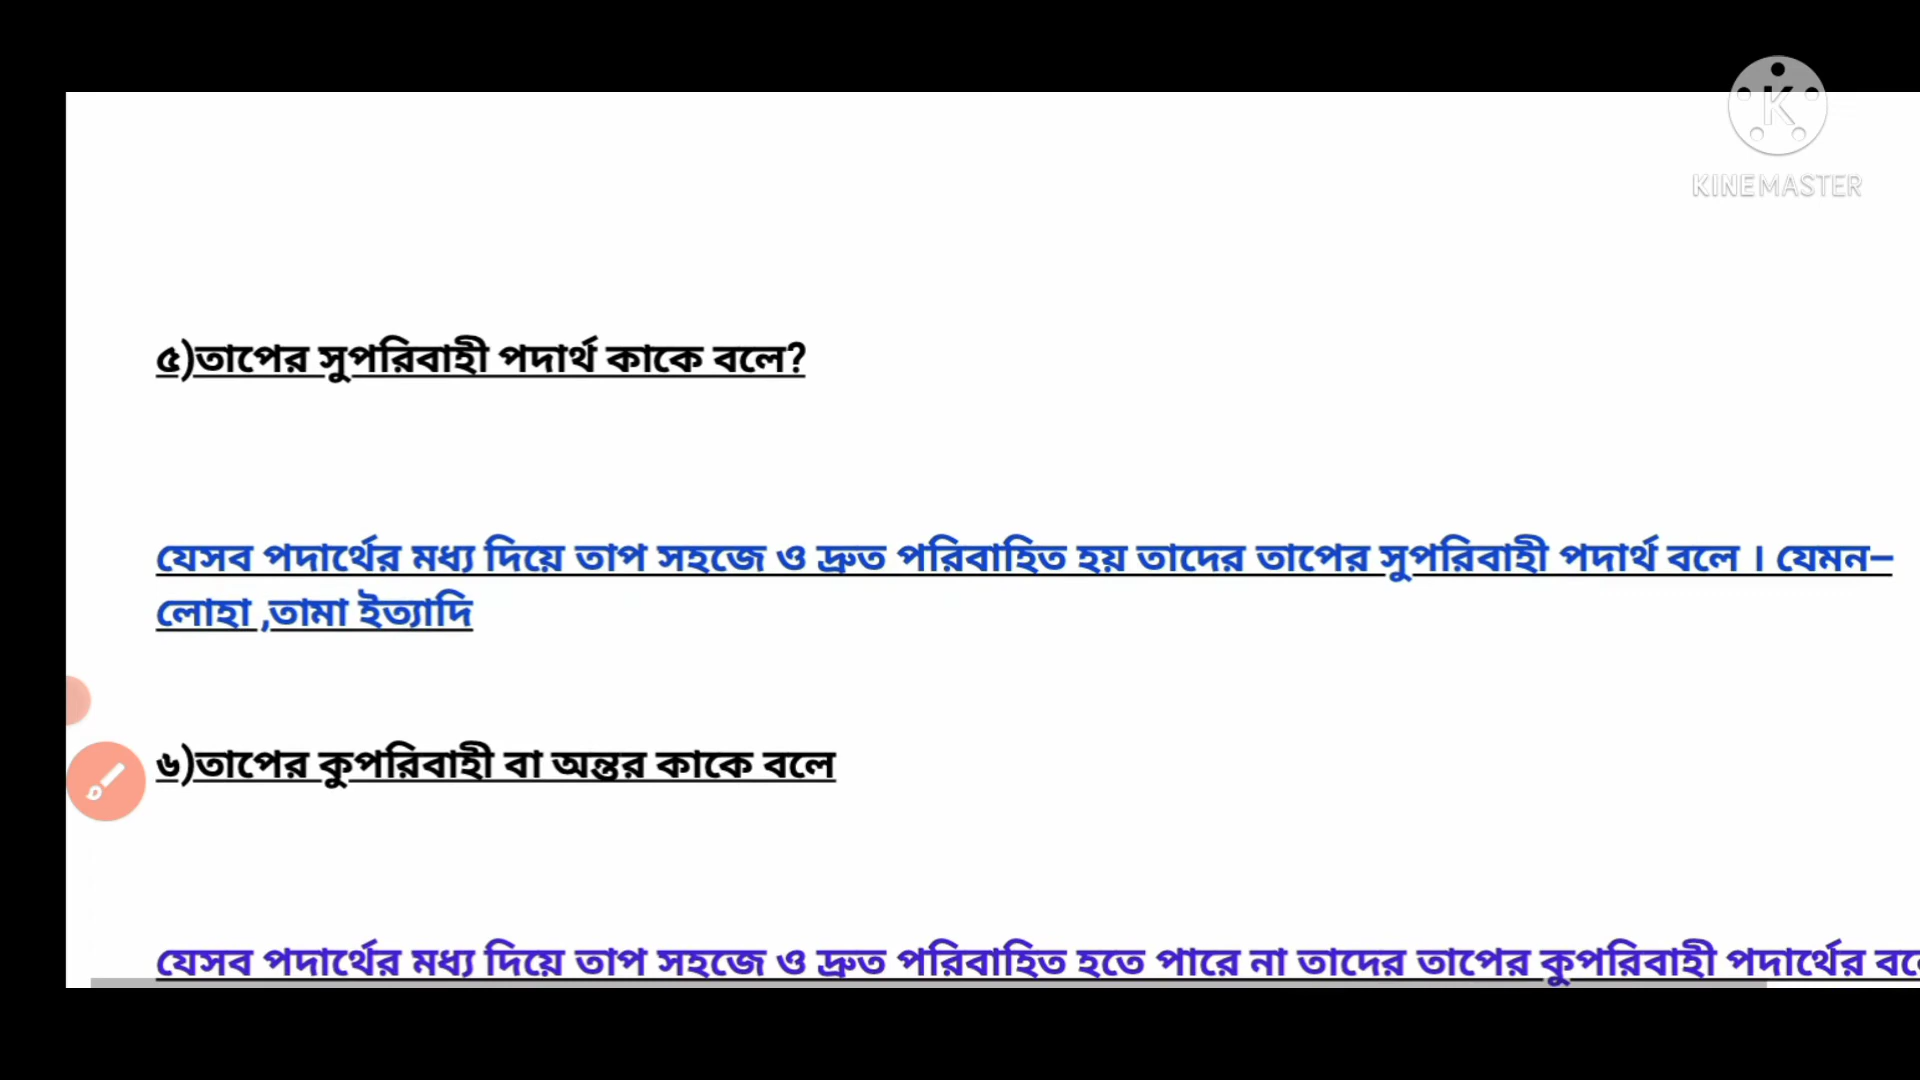 KINEMASTER
৫)তাপের সুপরিবাহী পদার্থ কাকে বলে?
যেসব পদার্থের মধ্য দিয়ে তাপ সহজে ও দ্রুত পরিবাহিত হয় তাদের তাপের সুপরিবাহী পদার্থ বলে । যেমন–
লোহা ,তামা ইত্যাদি
৬)তাপের কুপরিবাহী বা অন্তর কাকে বলে
যেসব পদার্থের মধ্য দিয়ে তাপ সহজে ও দ্রুত পরিবাহিত হতে পারে না তাদের তাপের কুপরিবাহী পদার্থের